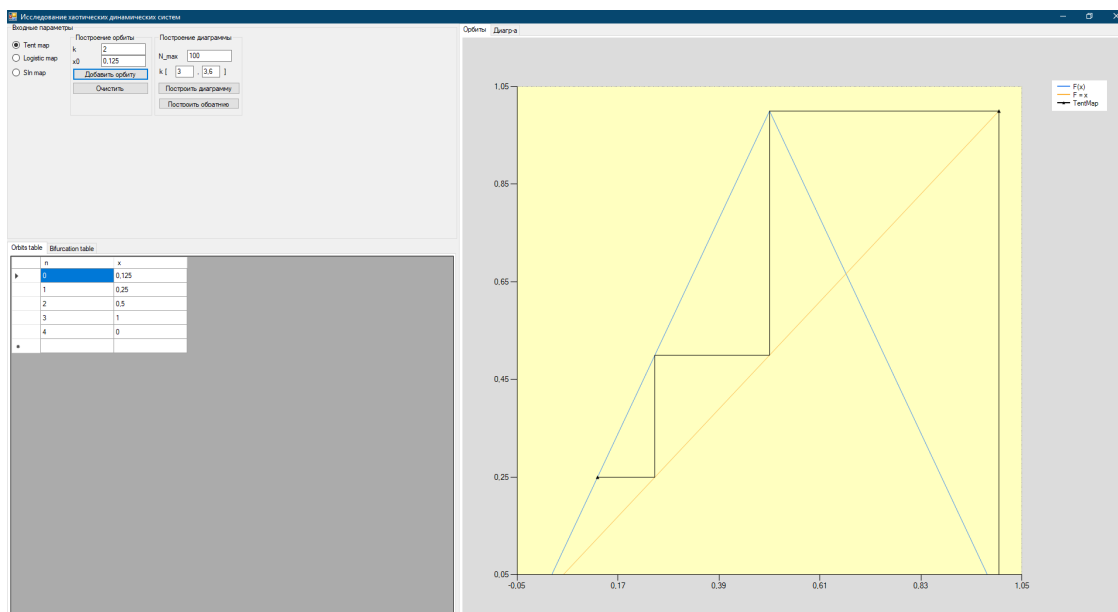 Исследование хаотических динамических систем
Входные параметры
Tent map
Logistic map
SIn map
Построение орбиты
k 2
x0 0,125
Добавить орбиту
Очистить
Построение диаграммы
N_max 100
k [ 3 , 3,6 ]
Построить диаграмму
Построить обоатнию
Orbits table Bifurcation table
n x
0 0,125
1 0,25
2 0,5
3 1
4 0
Орбиты Диагр-а
1,05
0,85
0,65
0,45
0,25
0,05
-0,05 0,17 0,39 0,61 0,83 1,05
F(x)
F = x
TentMap